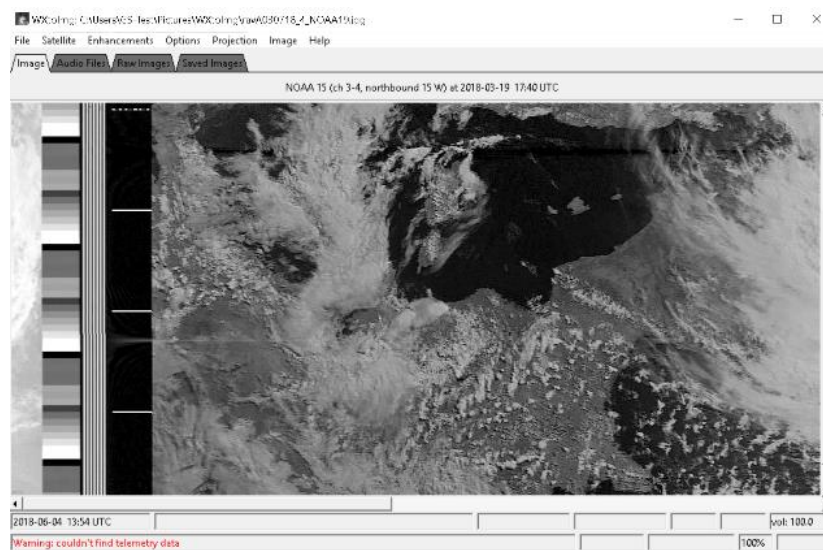 WXtoImg:
File Satellite Enhancements Options Projection Image Help
Image Audio Files Raw Images Saved Images
NOAA 15 (ch 3-4, northbound 15 W) at 2018-03-19 17:40 UTC
2018-06-04 13:54 UTC
vol: 100.0
Warning: couldn't find telemetry data
100%